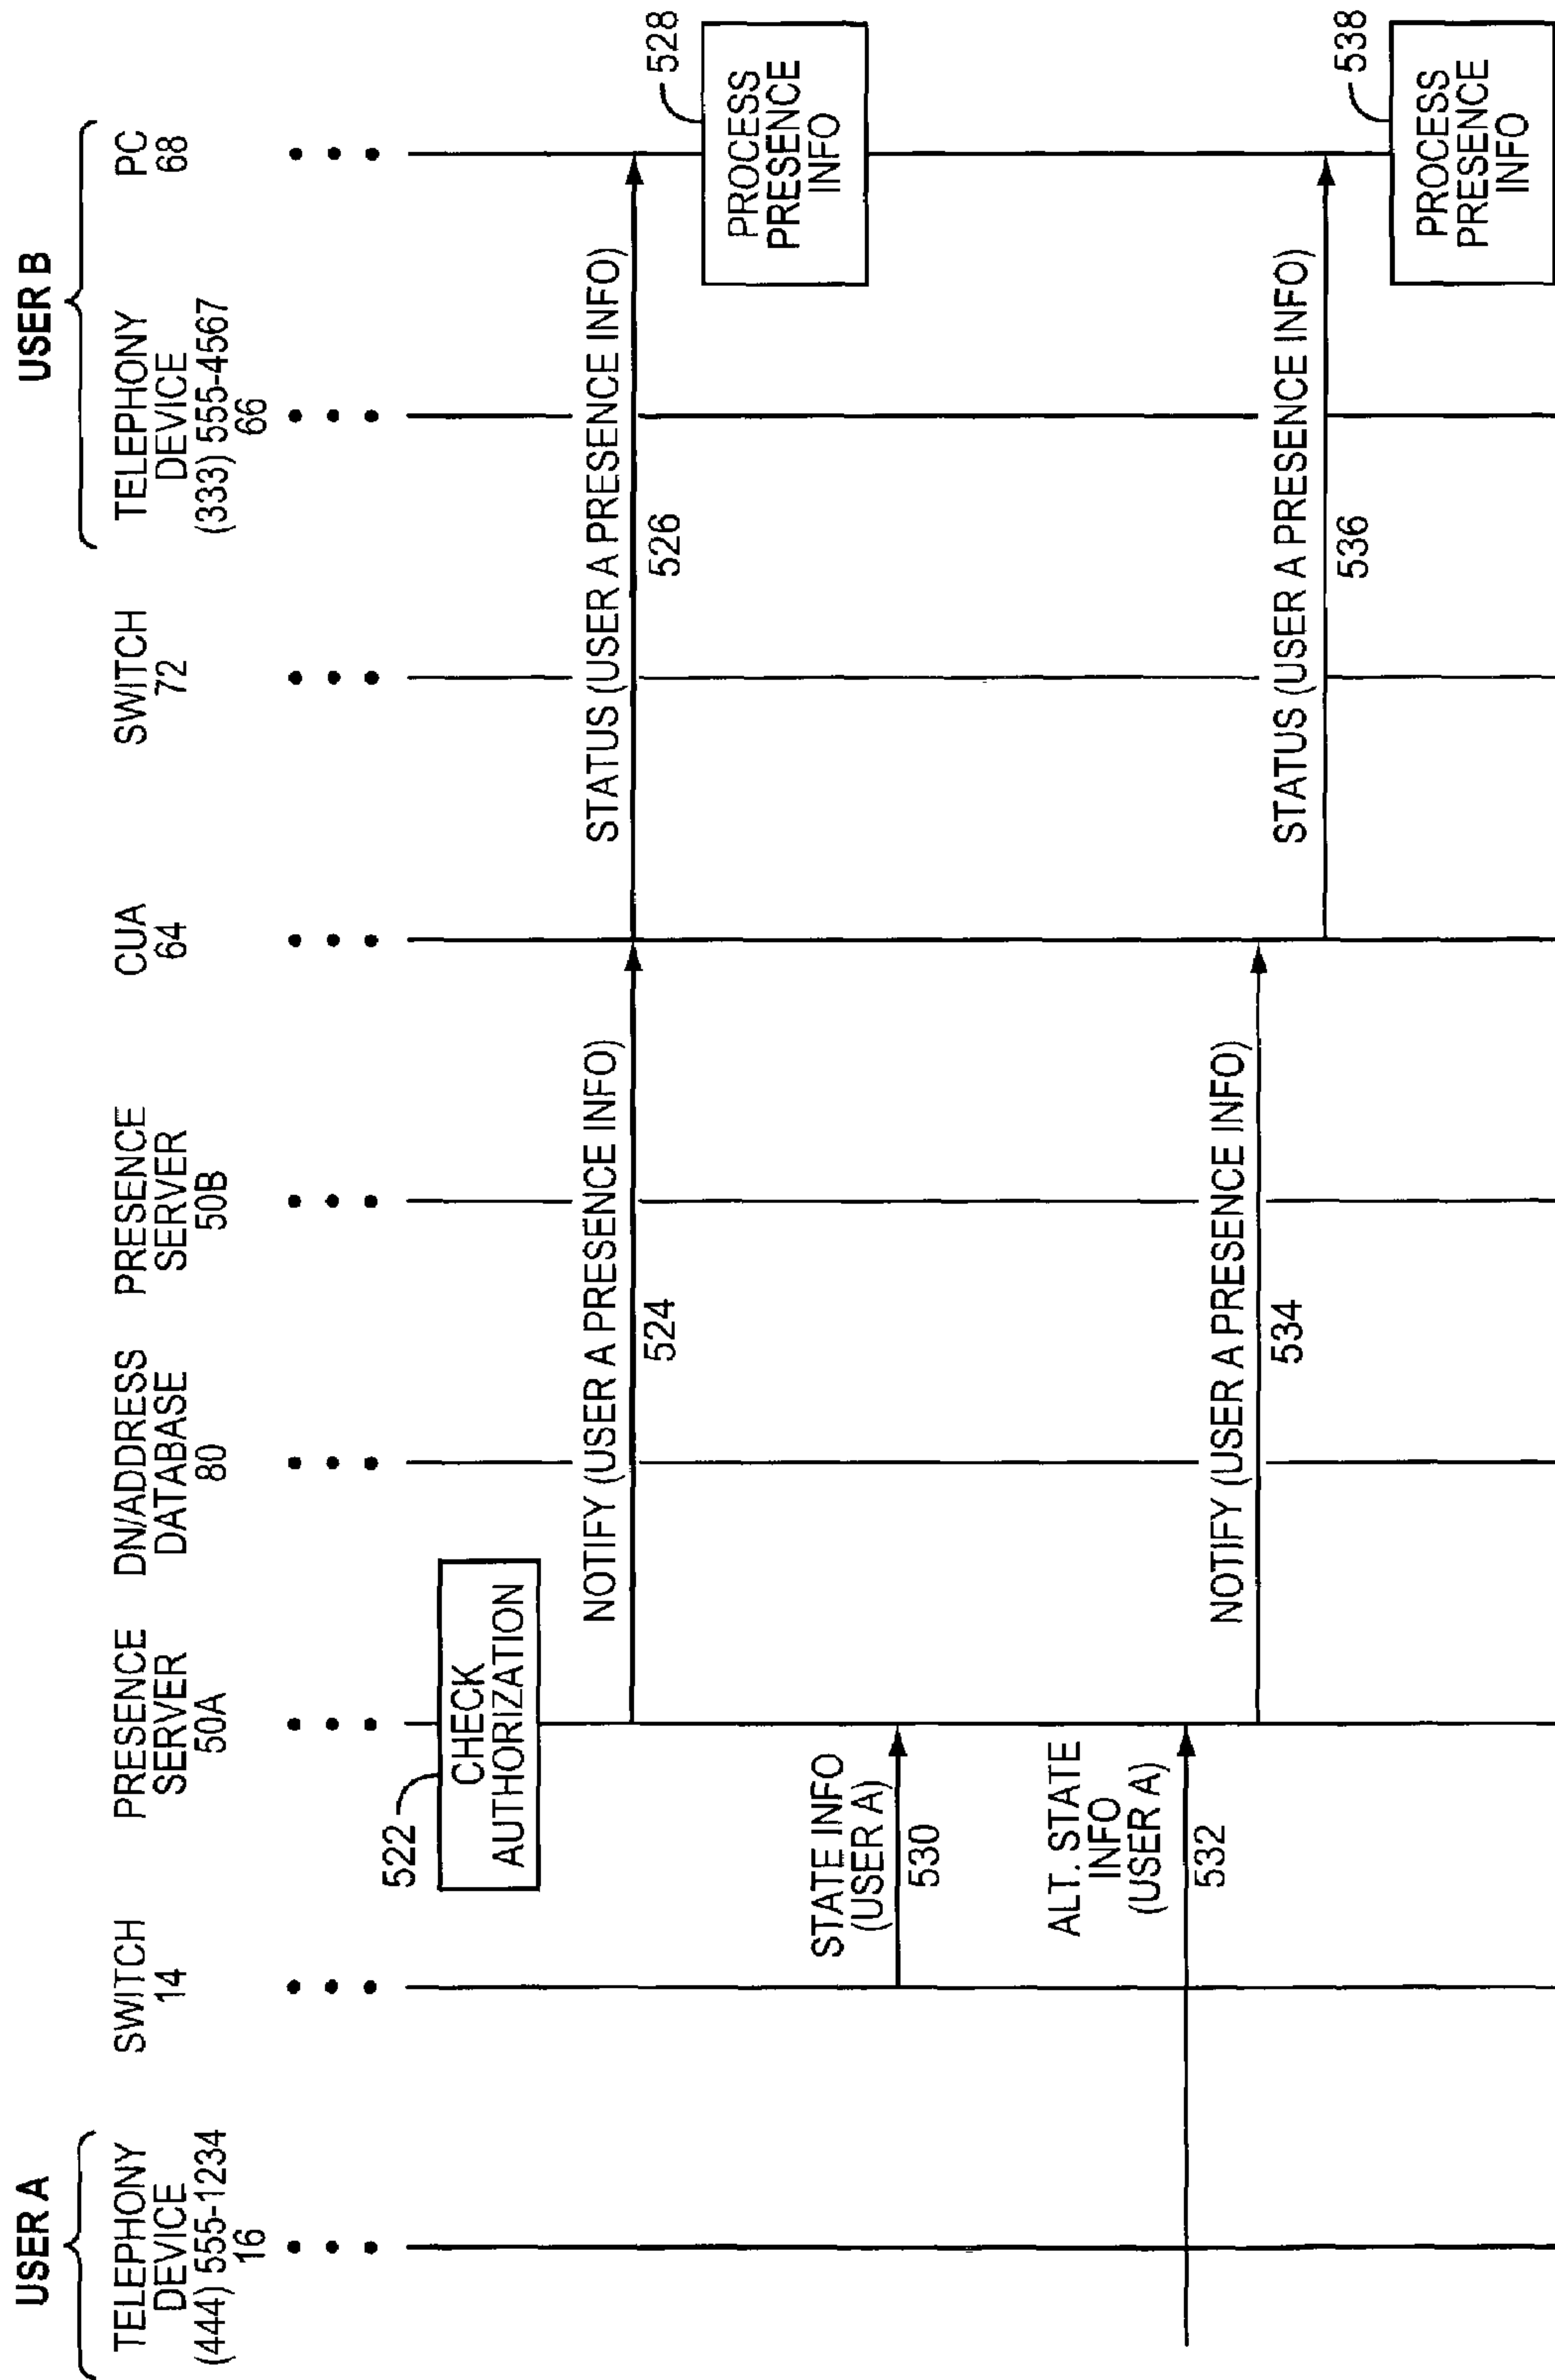 USER A
USER B
TELEPHONY
DEVICE
(444) 555-1234
16
SWITCH
14
PRESENCE
SERVER
50A
DN/ADDRESS
DATABASE
80
PRESENCE
SERVER
50B
CUA
64
SWITCH
72
TELEPHONY
DEVICE
(333) 555-4567
66
PC
68
522
CHECK
AUTHORIZATION
NOTIFY (USER A PRESENCE INFO)
524
STATUS (USER A PRESENCE INFO)
526
528
PROCESS
PRESENCE
INFO
STATE INFO
(USER A)
530
ALT. STATE
INFO
(USER A)
532
NOTIFY (USER A PRESENCE INFO)
534
STATUS (USER A PRESENCE INFO)
536
538
PROCESS
PRESENCE
INFO